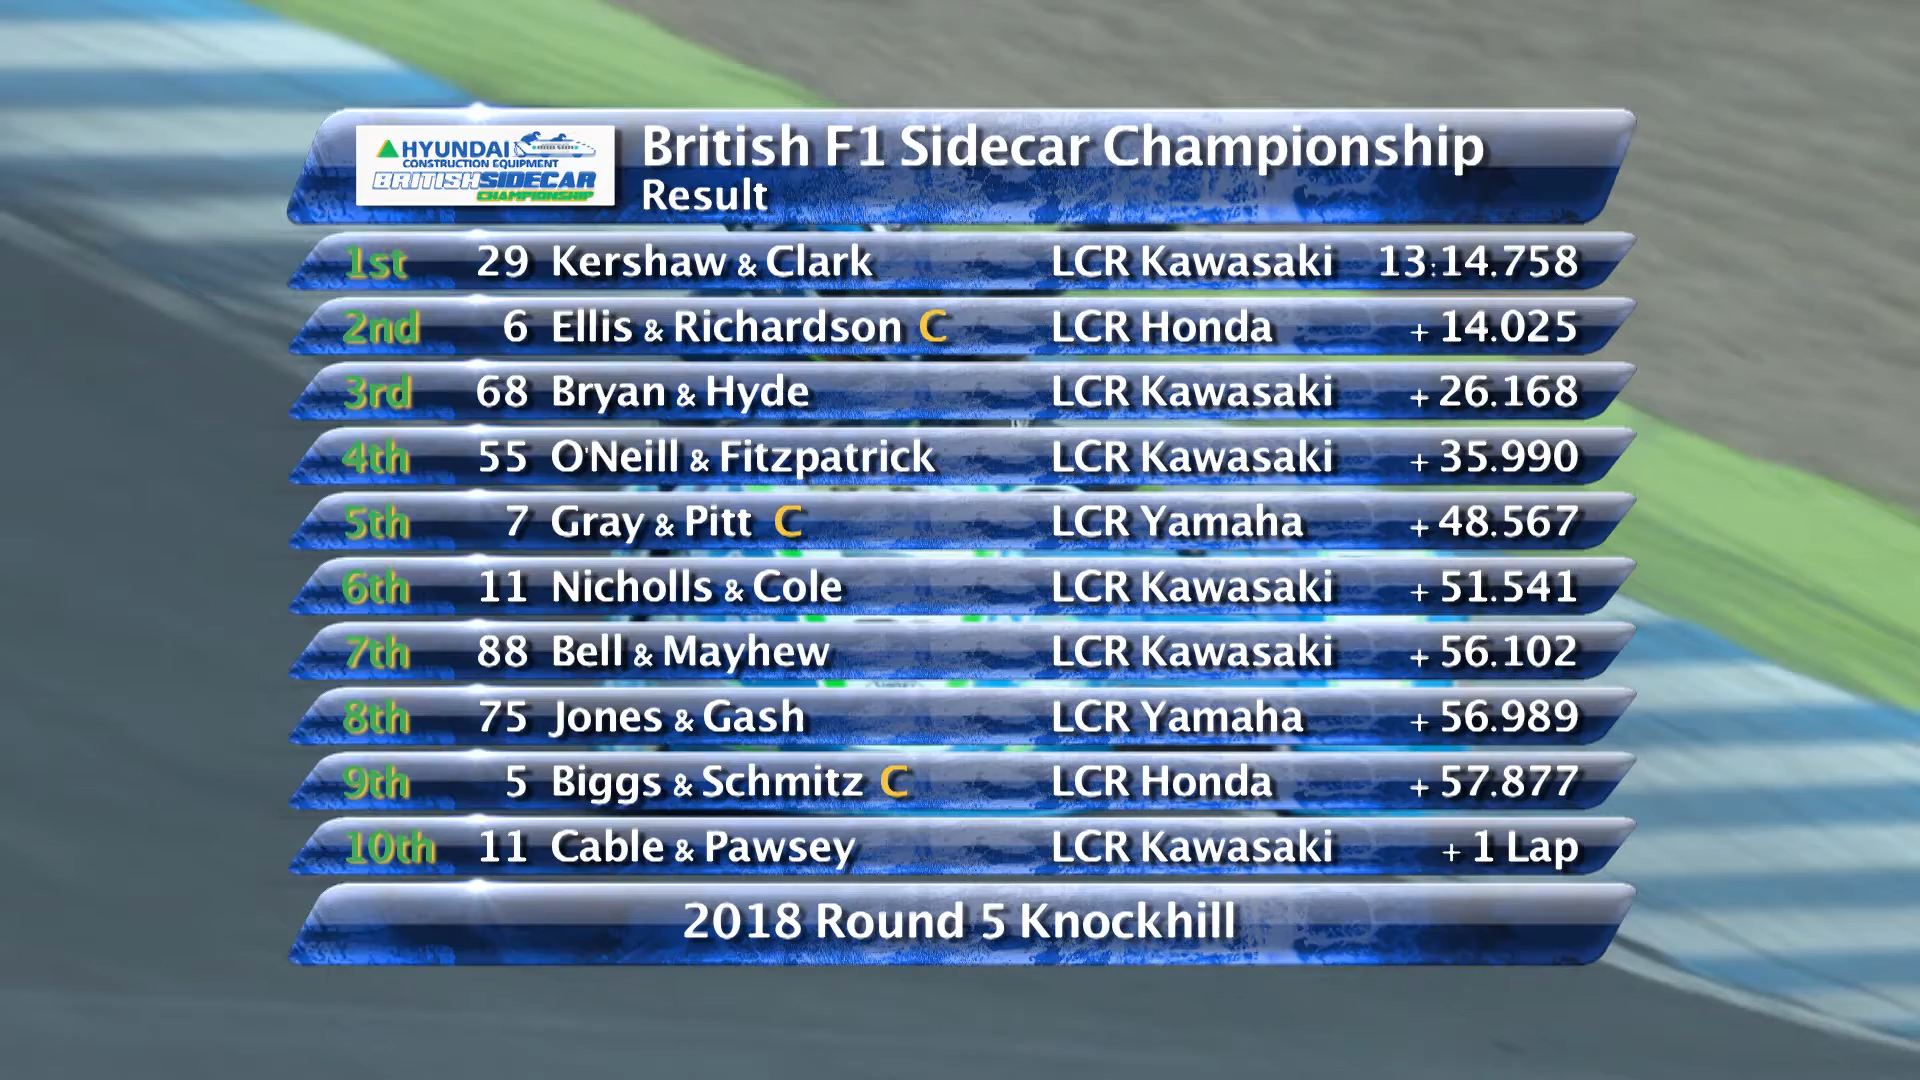 HYUNDAI
CONSTRUCTION EQUIPMENT
BRITISHSIDECAR
CHAMPIONSHIP
British F1 Sidecar Championship
Result
1st 29 Kershaw & Clark LCR Kawasaki 13:14.758
2nd 6 Ellis & Richardson C LCR Honda + 14.025
3rd 68 Bryan & Hyde LCR Kawasaki + 26.168
4th 55 O'Neill & Fitzpatrick LCR Kawasaki + 35.990
5th 7 Gray & Pitt C LCR Yamaha + 48.567
6th 11 Nicholls & Cole LCR Kawasaki + 51.541
7th 88 Bell & Mayhew LCR Kawasaki + 56.102
8th 75 Jones & Gash LCR Yamaha + 56.989
9th 5 Biggs & Schmitz C LCR Honda + 57.877
10th 11 Cable & Pawsey LCR Kawasaki + 1 Lap
2018 Round 5 Knockhill